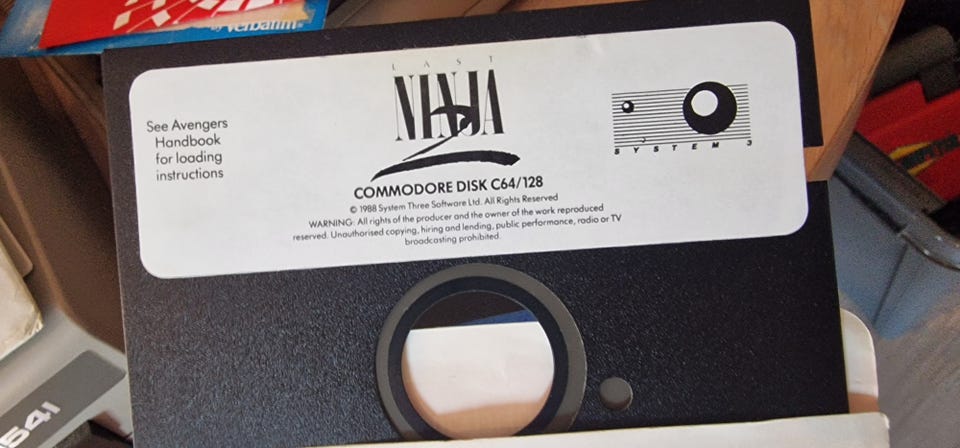 by Verbatim
See Avengers
Handbook
for loading
instructions
LAST
NINJA
2
COMMODORE DISK C64/128
© 1988 System Three Software Ltd. All Rights Reserved
WARNING: All rights of the producer and the owner of the work reproduced
reserved. Unauthorised copying, hiring and lending, public performance, radio or TV
broadcasting prohibited.
SYSTEM 3
541